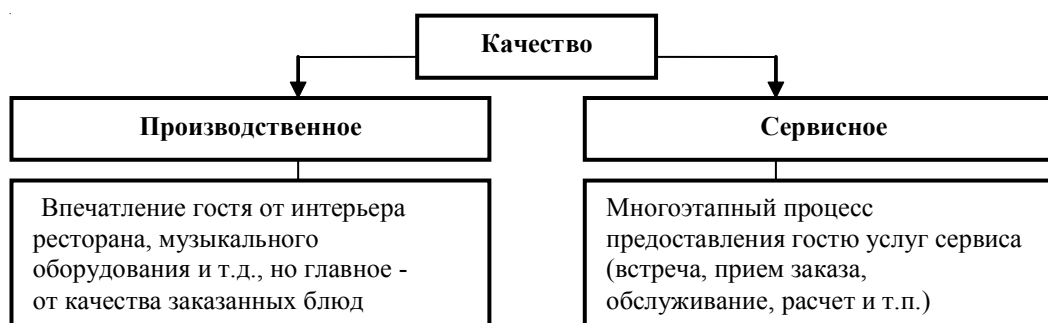 Качество
Производственное
Сервисное
Впечатление гостя от интерьера
ресторана, музыкального
оборудования и т.д., но главное -
от качества заказанных блюд
Многоэтапный процесс
предоставления гостю услуг сервиса
(встреча, прием заказа,
обслуживание, расчет и т.п.)